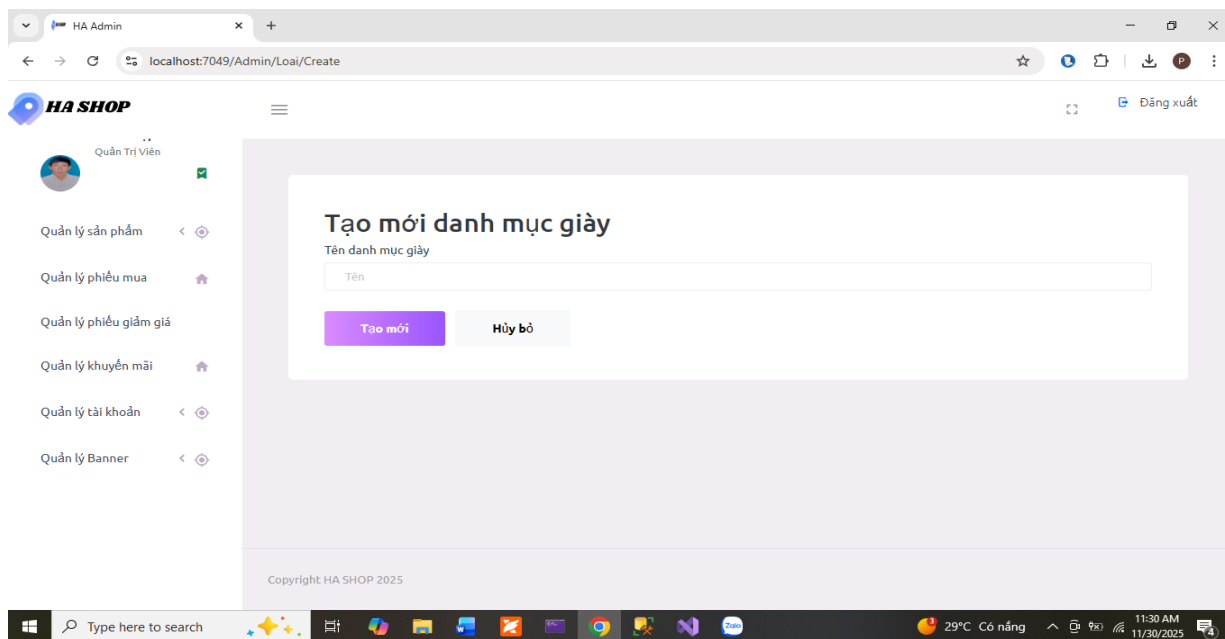 HA Admin
localhost:7049/Admin/Loai/Create
HA SHOP
Đăng xuất
Quản Trị Viên
Quản lý sản phẩm
Quản lý phiếu mua
Quản lý phiếu giảm giá
Quản lý khuyến mãi
Quản lý tài khoản
Quản lý Banner
Tạo mới danh mục giày
Tên danh mục giày
Tên
Tạo mới
Hủy bỏ
Copyright HA SHOP 2025
Type here to search
Zalo
3
29°C Có nắng
11:30 AM
11/30/2025
4
P